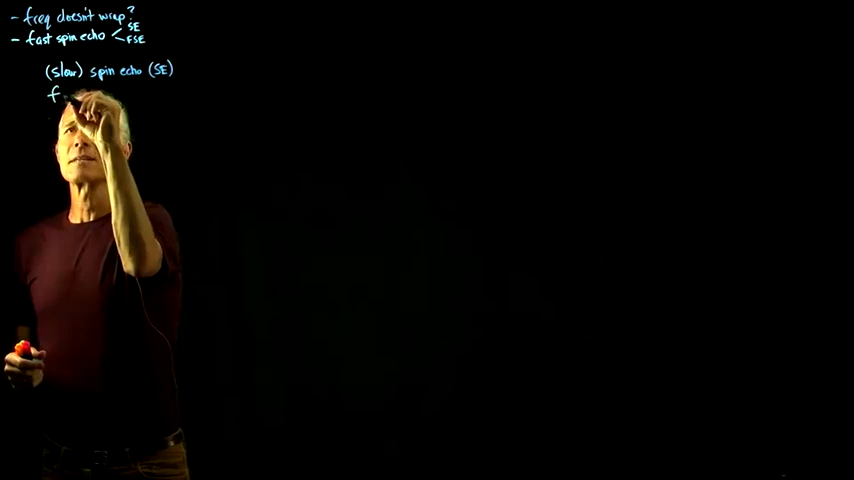 - freq doesn't wrap?
- fast spin echo < SE
FSE
(slow) spin echo (SE)
f